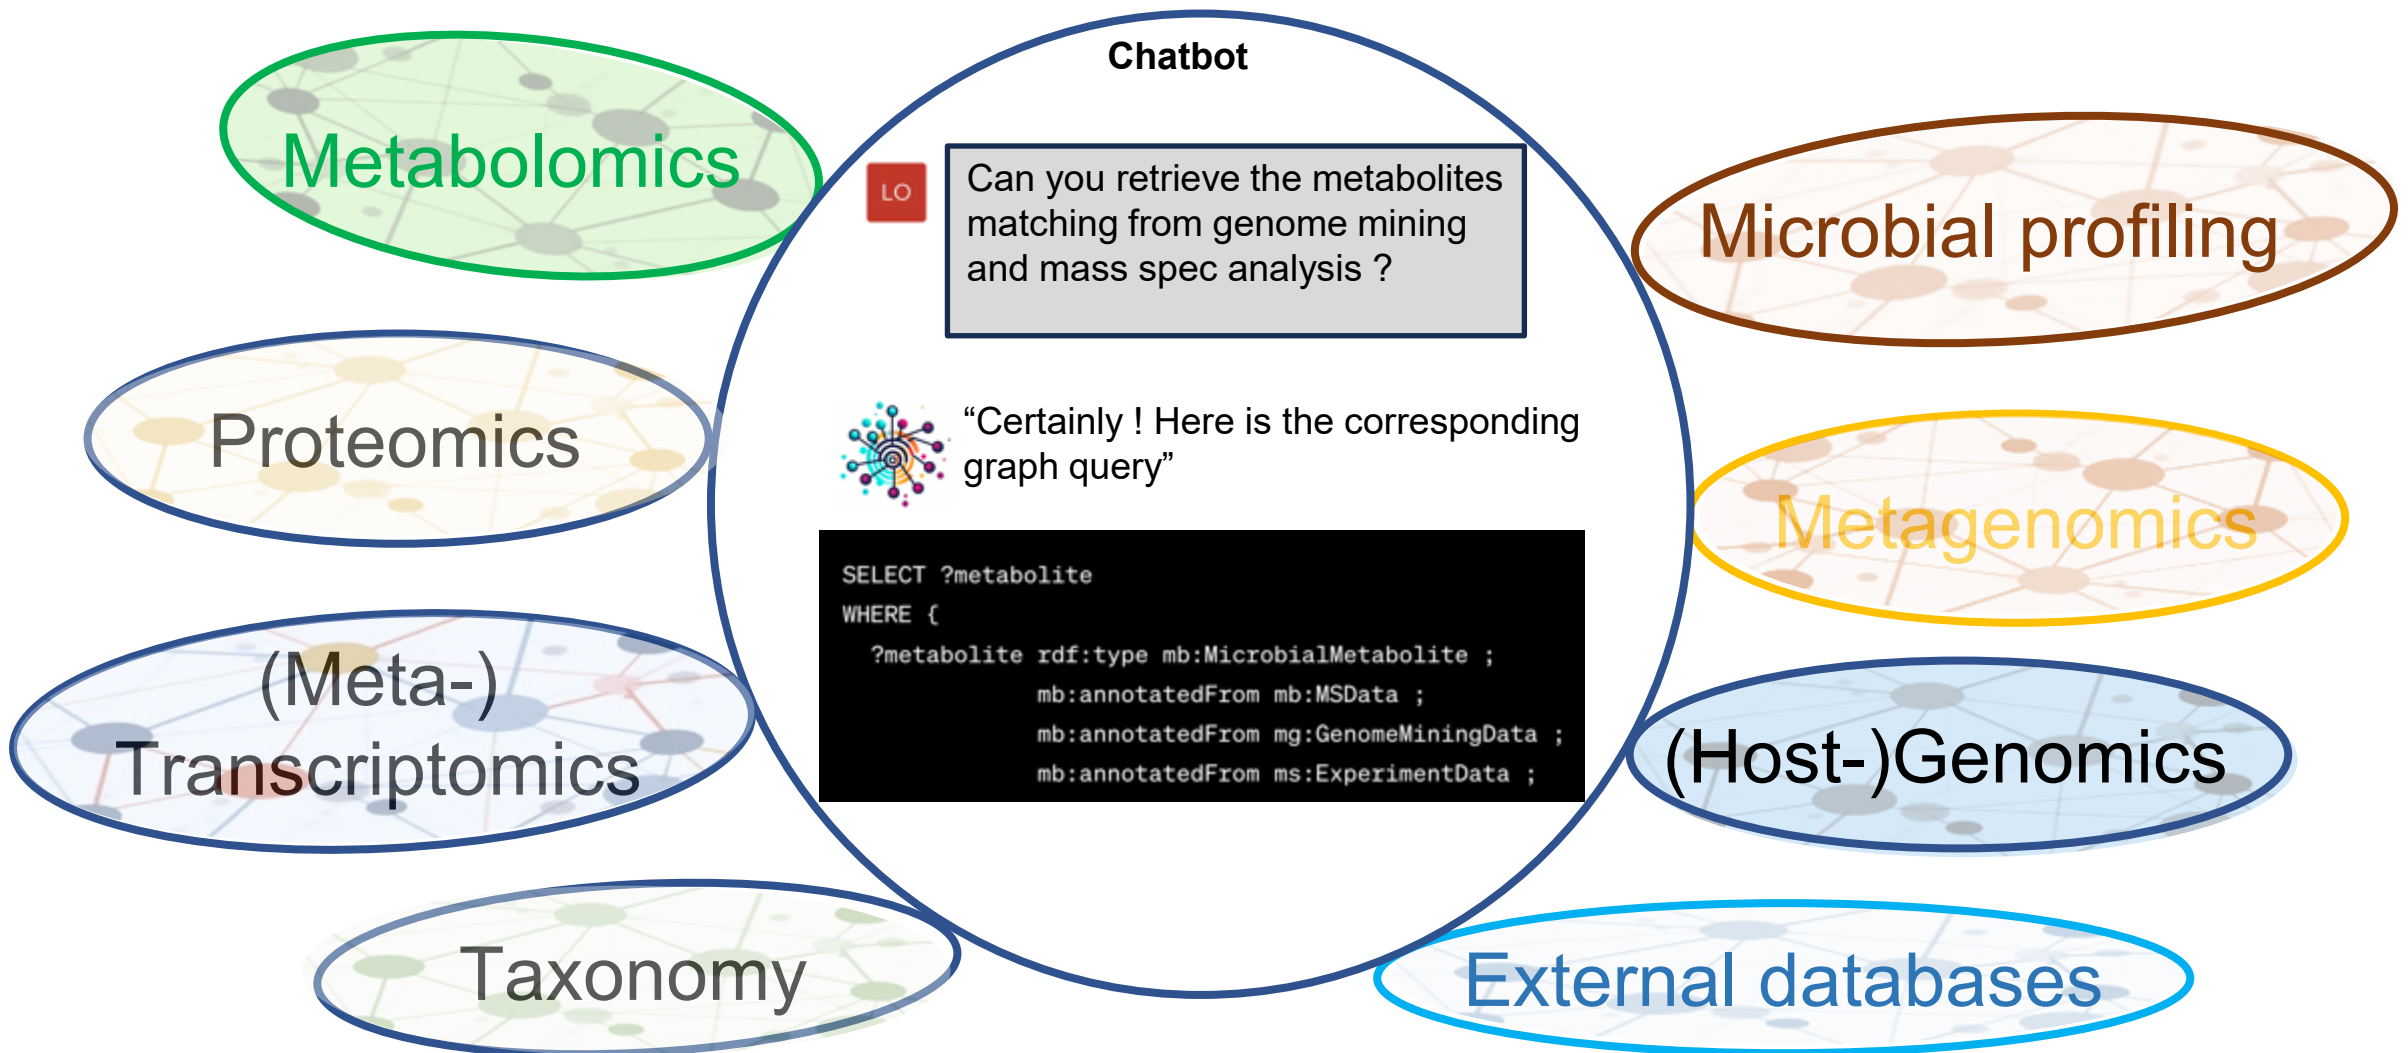 Chatbot
Metabolomics
LO
Can you retrieve the metabolites
matching from genome mining
and mass spec analysis ?
Microbial profiling
Proteomics
“Certainly ! Here is the corresponding
graph query”
Metagenomics
SELECT ?metabolite
WHERE {
?metabolite rdf:type mb:MicrobialMetabolite ;
mb:annotatedFrom mb:MSData ;
mb:annotatedFrom mg:GenomeMiningData ;
mb:annotatedFrom ms:ExperimentData ;
(Meta-)
Transcriptomics
(Host-)Genomics
Taxonomy
External databases